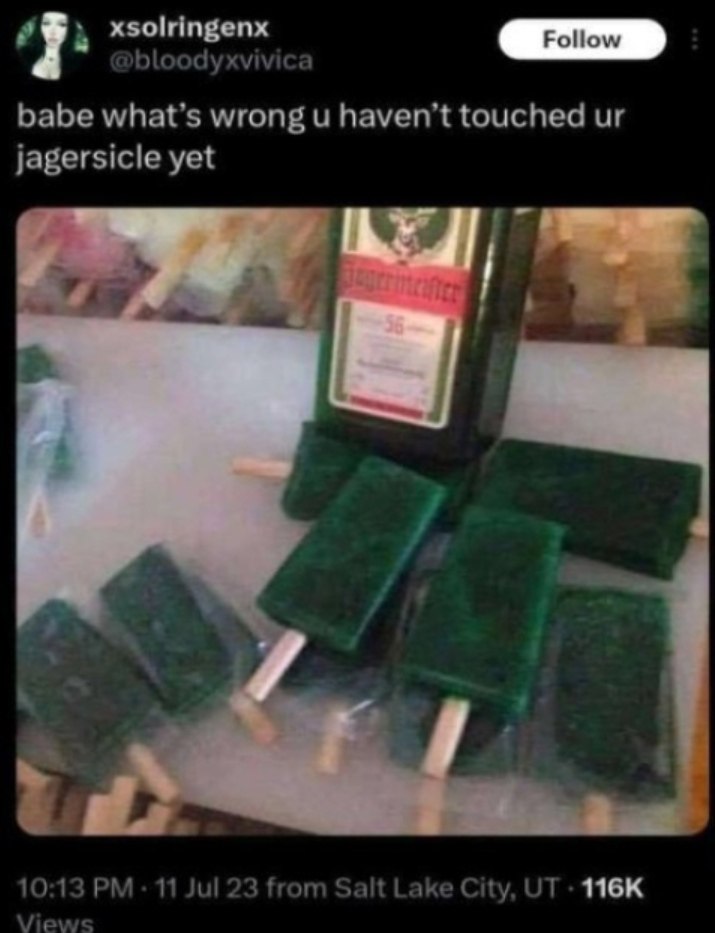 xsolringenx
@bloodyxvivica
Follow
babe what's wrong u haven't touched ur
jagersicle yet
Jägermeister
56
10:13 PM · 11 Jul 23 from Salt Lake City, UT · 116K
Views